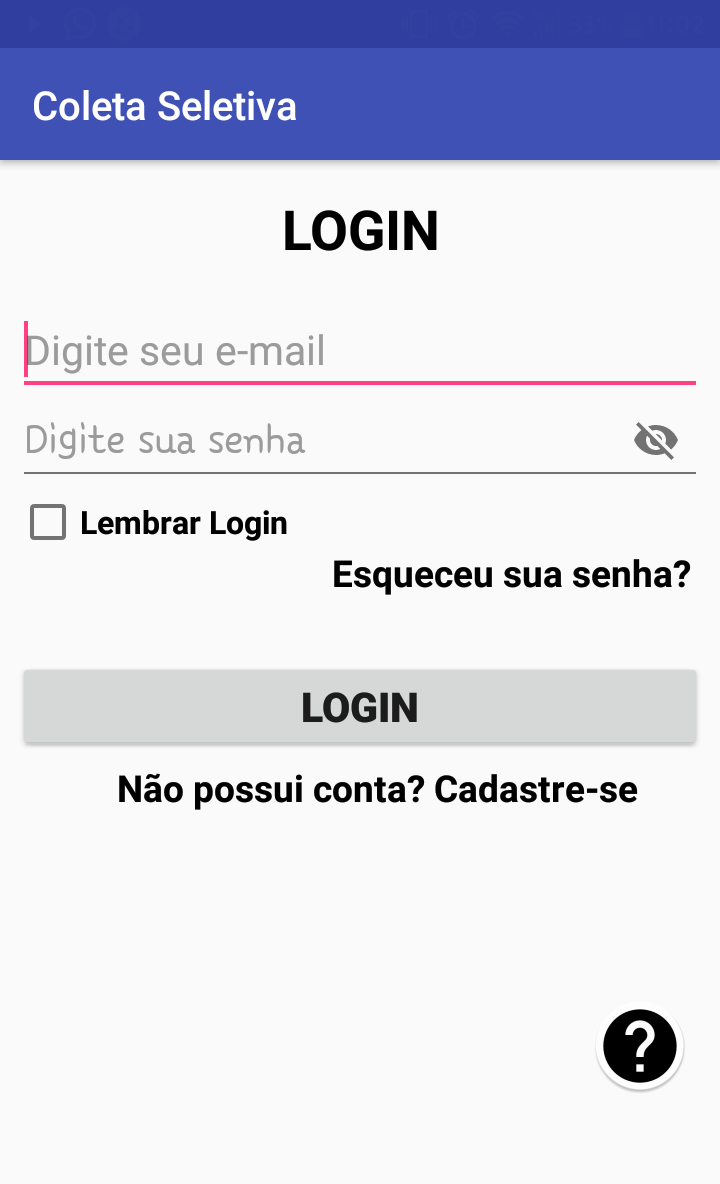 Coleta Seletiva
LOGIN
Digite seu e-mail
Digite sua senha
Lembrar Login
Esqueceu sua senha?
LOGIN
Não possui conta? Cadastre-se
?